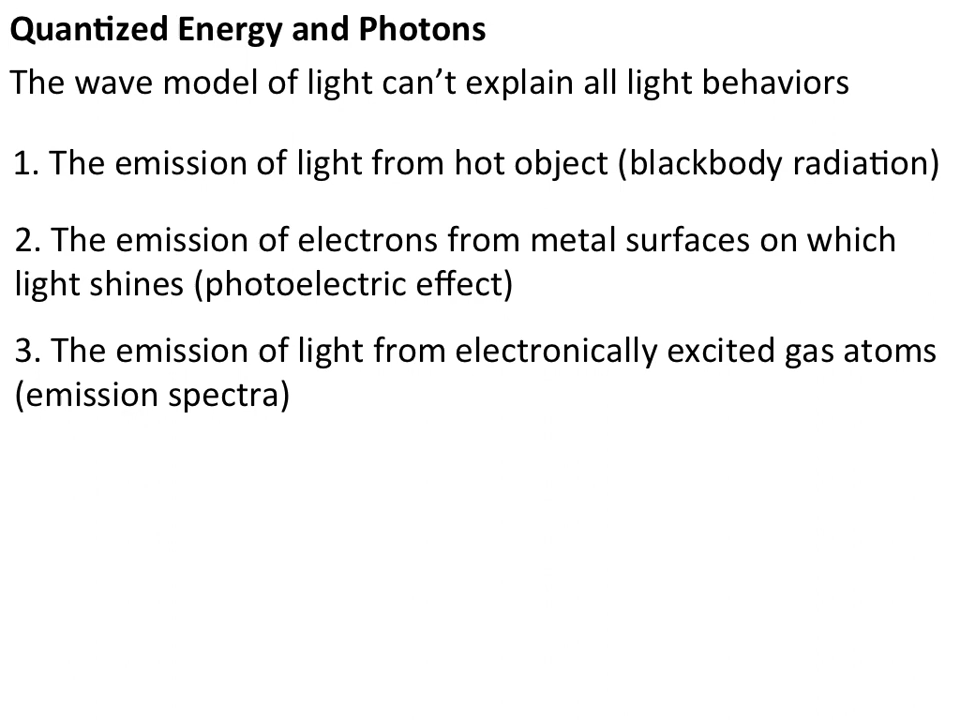 Quantized Energy and Photons
The wave model of light can’t explain all light behaviors
1. The emission of light from hot object (blackbody radiation)
2. The emission of electrons from metal surfaces on which
light shines (photoelectric effect)
3. The emission of light from electronically excited gas atoms
(emission spectra)